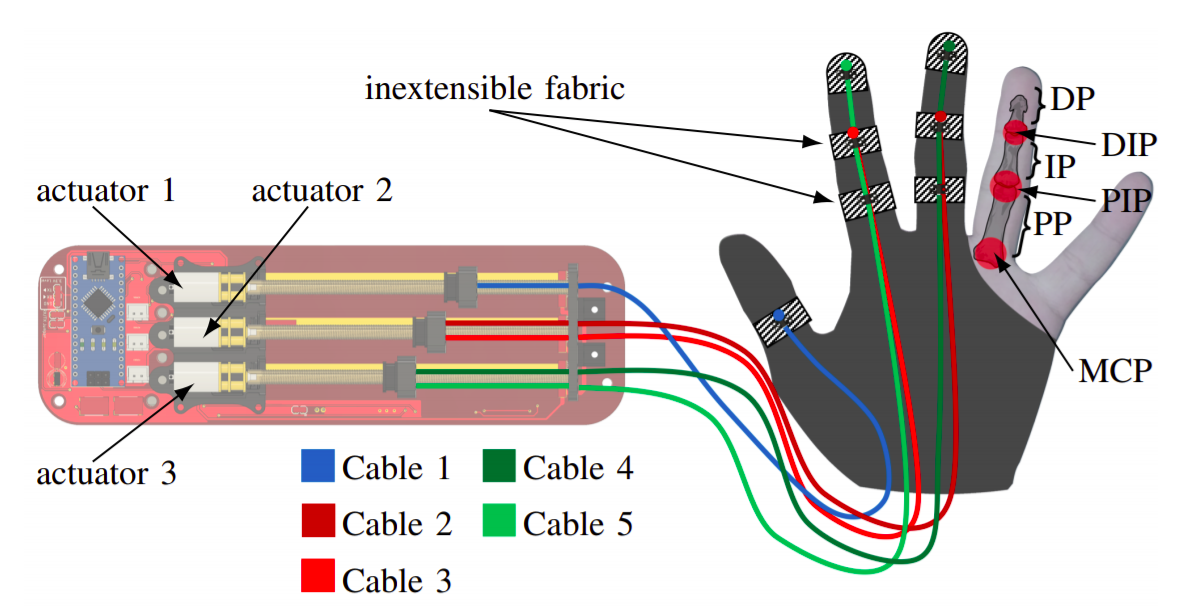 inextensible fabric
DP
DIP
IP
PIP
PP
MCP
actuator 1
actuator 2
actuator 3
Cable 1
Cable 4
Cable 2
Cable 5
Cable 3